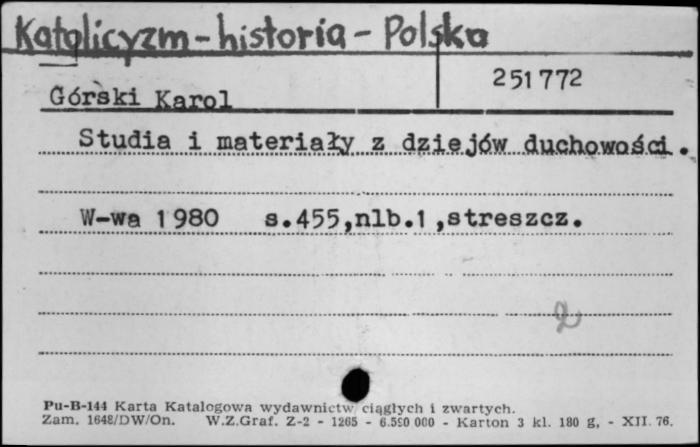 Katolicyzm - historia - Polska
251772
Górski Karol
Studia i materiały z dziejów duchowości.
W-wa 1980 s.455,nlb.1,streszcz.
2
Pu-B-144 Karta Katalogowa wydawnictw ciągłych i zwartych.
Zam. 1648/DW/On. W.Z.Graf. Z-2 - 1265 - 6.500 000 - Karton 3 kl. 180 g, - XII. 76.